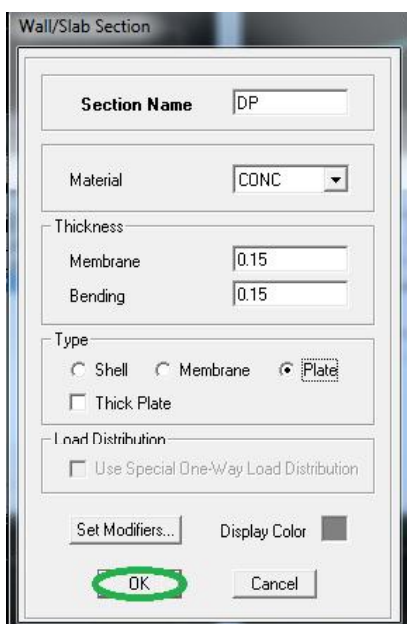 Wall/Slab Section
Section Name DP
Material CONC
Thickness
Membrane 0.15
Bending 0.15
Type
Shell Membrane Plate
Thick Plate
Load Distribution
Use Special One-Way Load Distribution
Set Modifiers... Display Color
OK Cancel